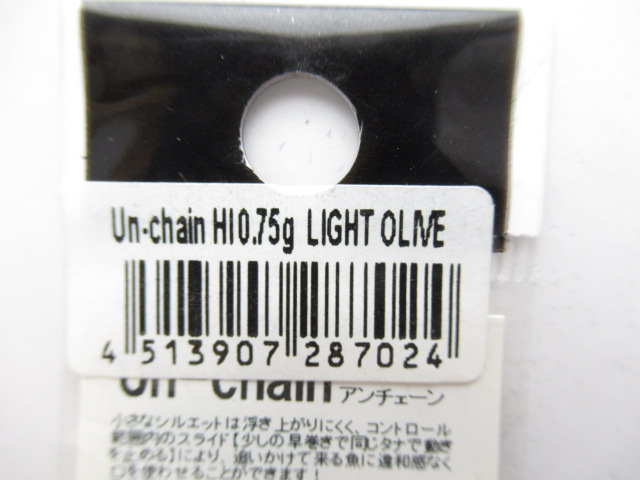 Un-chain HI 0.75g LIGHT OLIVE
4 513907 287024
Un chain アンチェーン
小さなシルエットは浮き上がりにくく、コントロール
範囲内のスライド【少しの早巻きで同じタナで動き
を止める】により、追いかけて来る魚に違和感なく
を使わせることができます！